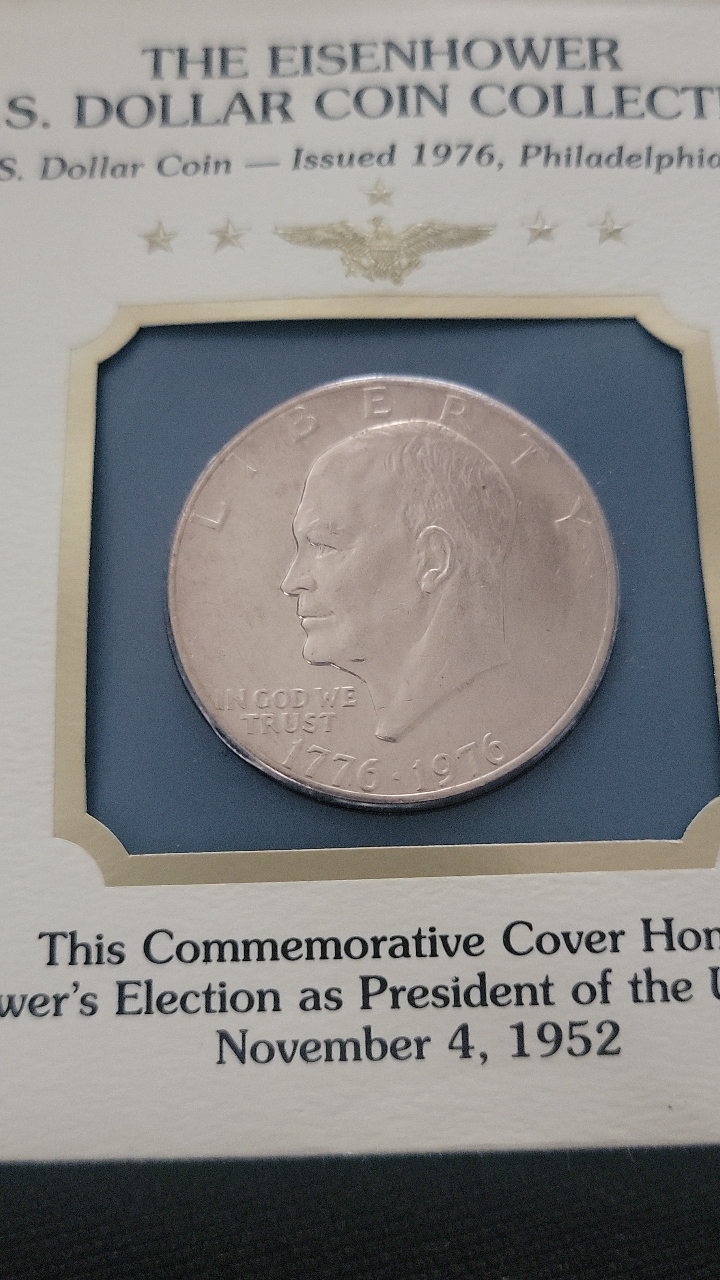 THE EISENHOWER
.S. DOLLAR COIN COLLECTI
S. Dollar Coin — Issued 1976, Philadelphia
LIBERTY
IN GOD WE
TRUST
1776 · 1976
This Commemorative Cover Hon
wer's Election as President of the U
November 4, 1952